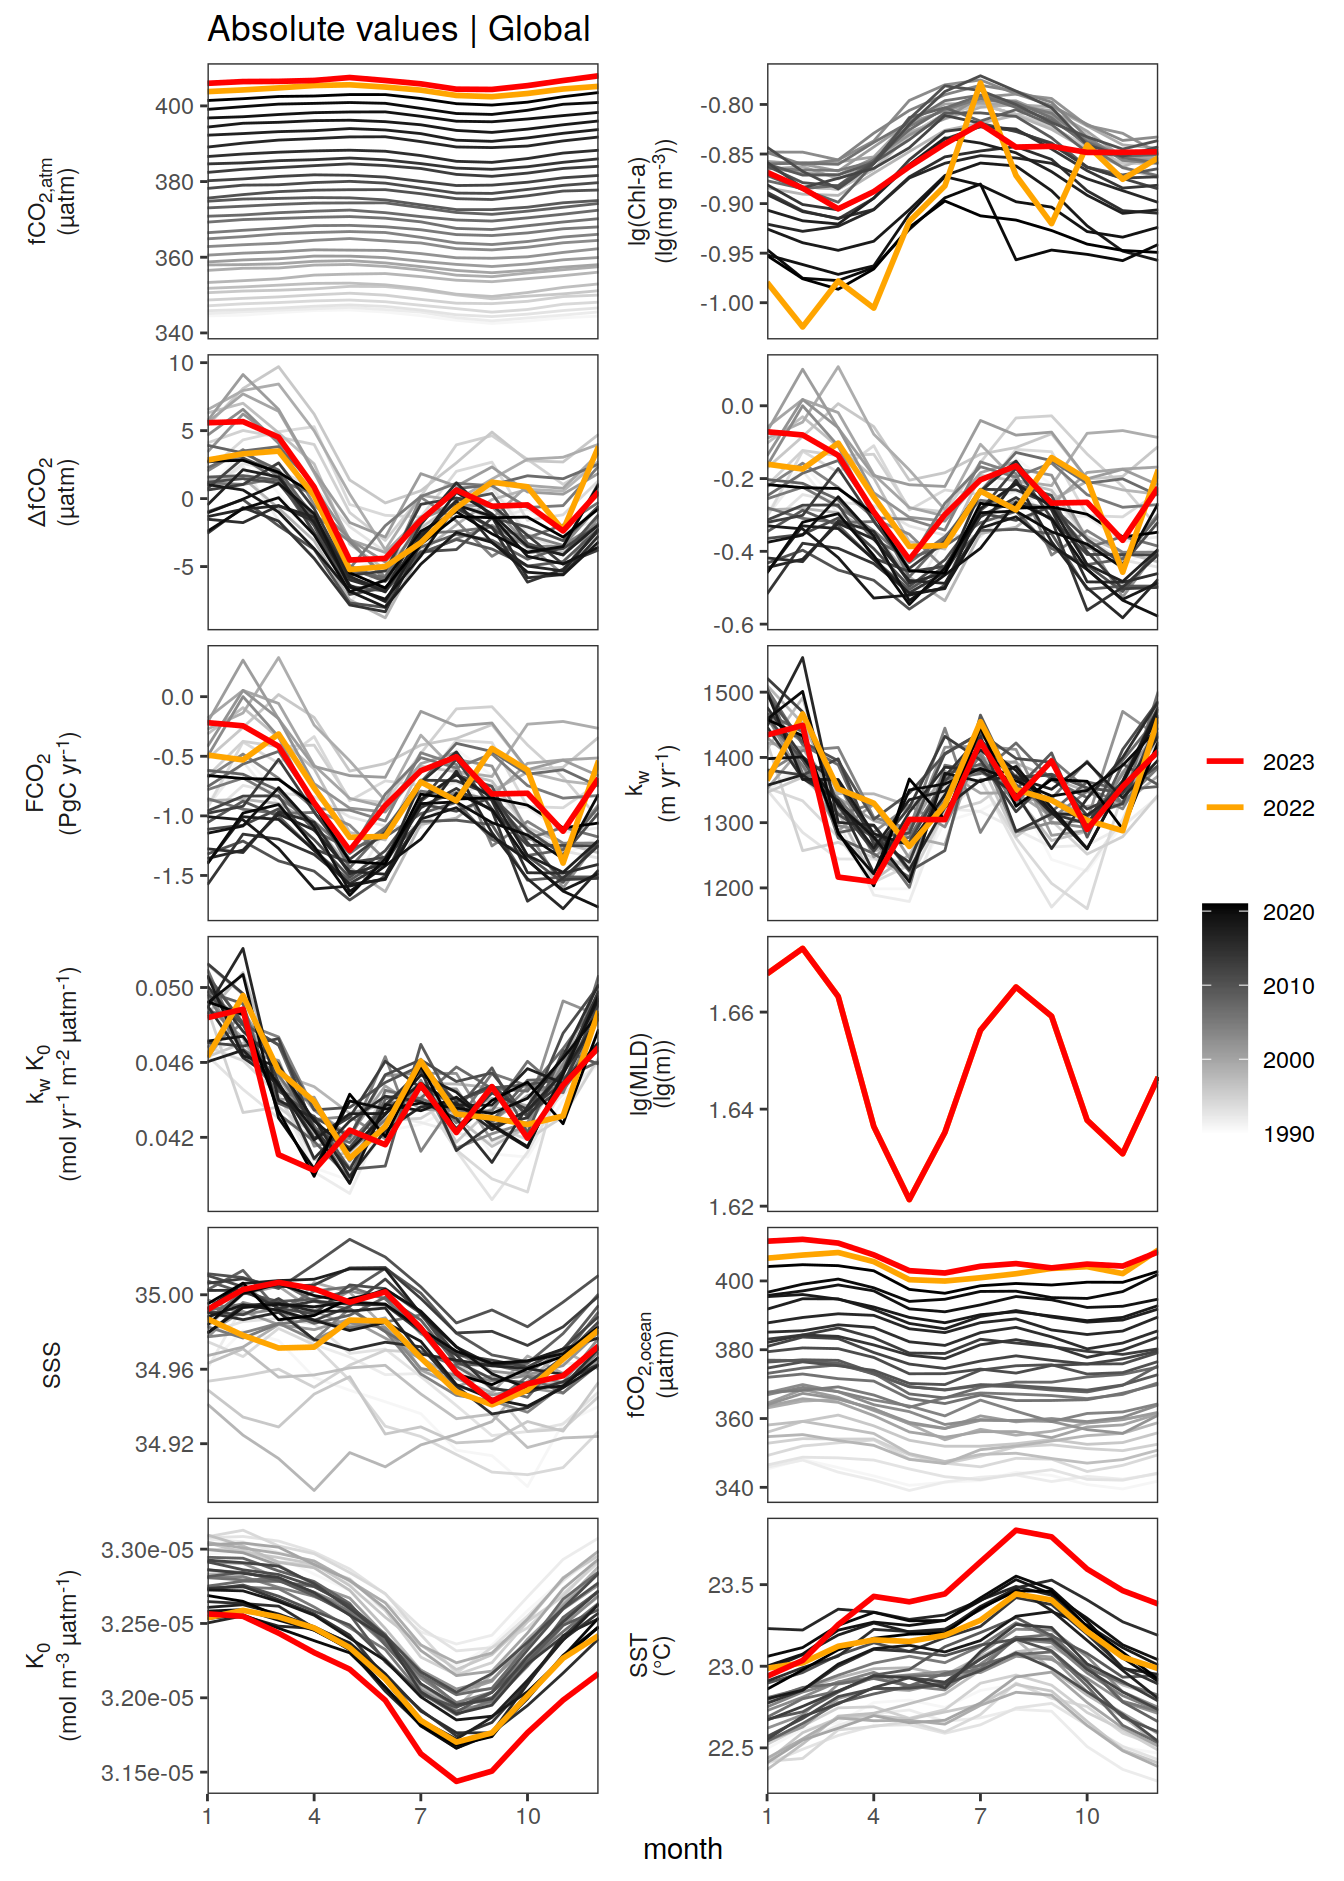 Absolute values | Global
fCO2,atm
(µatm)
400
380
360
340
lg(Chl-a)
(lg(mg m-3))
-0.80
-0.85
-0.90
-0.95
-1.00
ΔfCO2
(µatm)
10
5
0
-5
0.0
-0.2
-0.4
-0.6
FCO2
(PgC yr-1)
0.0
-0.5
-1.0
-1.5
kw
(m yr-1)
1500
1400
1300
1200
kw K0
(mol yr-1 m-2 µatm-1)
0.050
0.046
0.042
lg(MLD)
(lg(m))
1.66
1.64
1.62
SSS
35.00
34.96
34.92
fCO2,ocean
(µatm)
400
380
360
340
K0
(mol m-3 µatm-1)
3.30e-05
3.25e-05
3.20e-05
3.15e-05
SST
(°C)
23.5
23.0
22.5
1 4 7 10
1 4 7 10
month
2023
2022
2020
2010
2000
1990